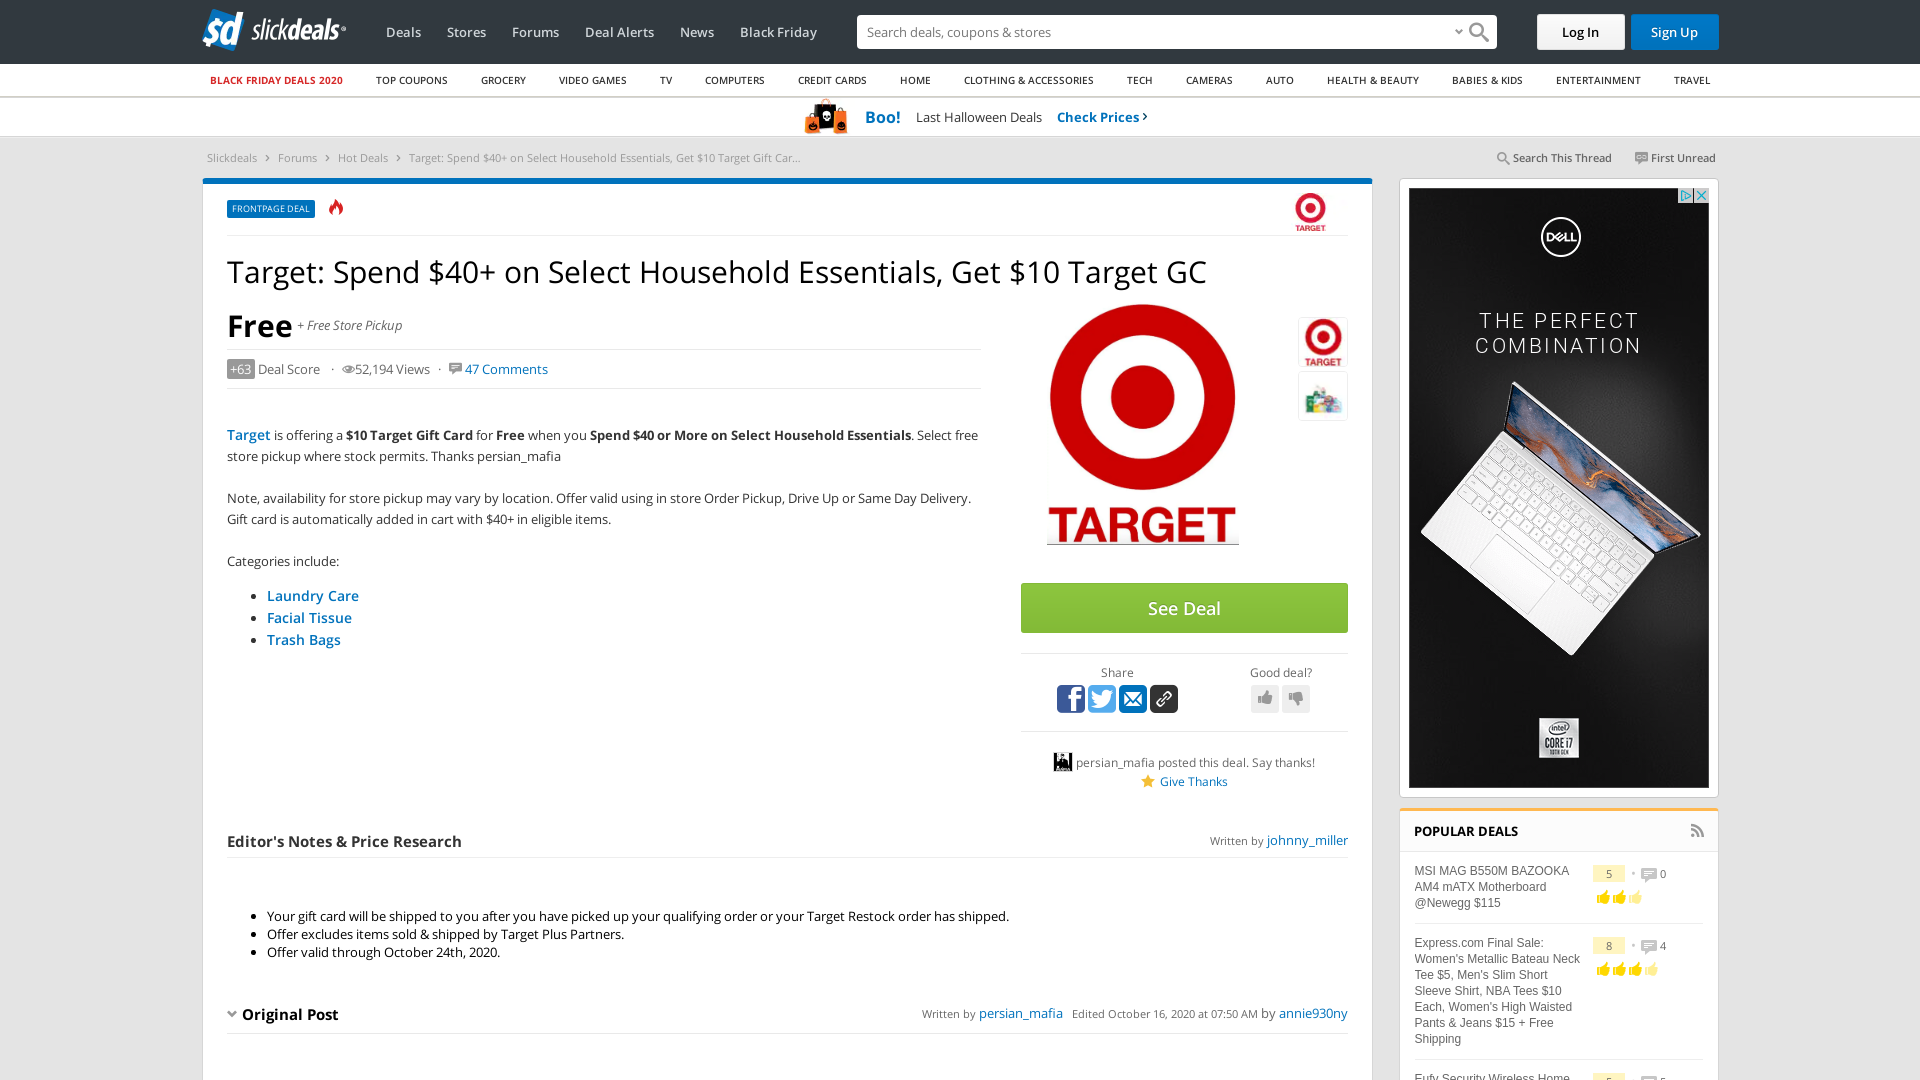 sd slickdeals
Deals Stores Forums Deal Alerts News Black Friday
Search deals, coupons & stores
Log In Sign Up
BLACK FRIDAY DEALS 2020 TOP COUPONS GROCERY VIDEO GAMES TV COMPUTERS CREDIT CARDS HOME CLOTHING & ACCESSORIES TECH CAMERAS AUTO HEALTH & BEAUTY BABIES & KIDS ENTERTAINMENT TRAVEL
Boo! Last Halloween Deals Check Prices ›
Slickdeals › Forums › Hot Deals › Target: Spend $40+ on Select Household Essentials, Get $10 Target Gift Car...
Search This Thread First Unread
FRONTPAGE DEAL
TARGET
Target: Spend $40+ on Select Household Essentials, Get $10 Target GC
Free + Free Store Pickup
+63 Deal Score · 52,194 Views · 47 Comments
Target is offering a $10 Target Gift Card for Free when you Spend $40 or More on Select Household Essentials. Select free
store pickup where stock permits. Thanks persian_mafia
Note, availability for store pickup may vary by location. Offer valid using in store Order Pickup, Drive Up or Same Day Delivery.
Gift card is automatically added in cart with $40+ in eligible items.
Categories include:
• Laundry Care
• Facial Tissue
• Trash Bags
TARGET
TARGET
See Deal
Share Good deal?
persian_mafia posted this deal. Say thanks!
Give Thanks
Editor's Notes & Price Research
Written by johnny_miller
• Your gift card will be shipped to you after you have picked up your qualifying order or your Target Restock order has shipped.
• Offer excludes items sold & shipped by Target Plus Partners.
• Offer valid through October 24th, 2020.
Original Post
Written by persian_mafia Edited October 16, 2020 at 07:50 AM by annie930ny
DELL
THE PERFECT
COMBINATION
intel
CORE i7
10TH GEN
POPULAR DEALS
MSI MAG B550M BAZOOKA
AM4 mATX Motherboard
@Newegg $115
5 • 0
Express.com Final Sale:
Women's Metallic Bateau Neck
Tee $5, Men's Slim Short
Sleeve Shirt, NBA Tees $10
Each, Women's High Waisted
Pants & Jeans $15 + Free
Shipping
8 • 4
Eufy Security Wireless Home
5 • 5